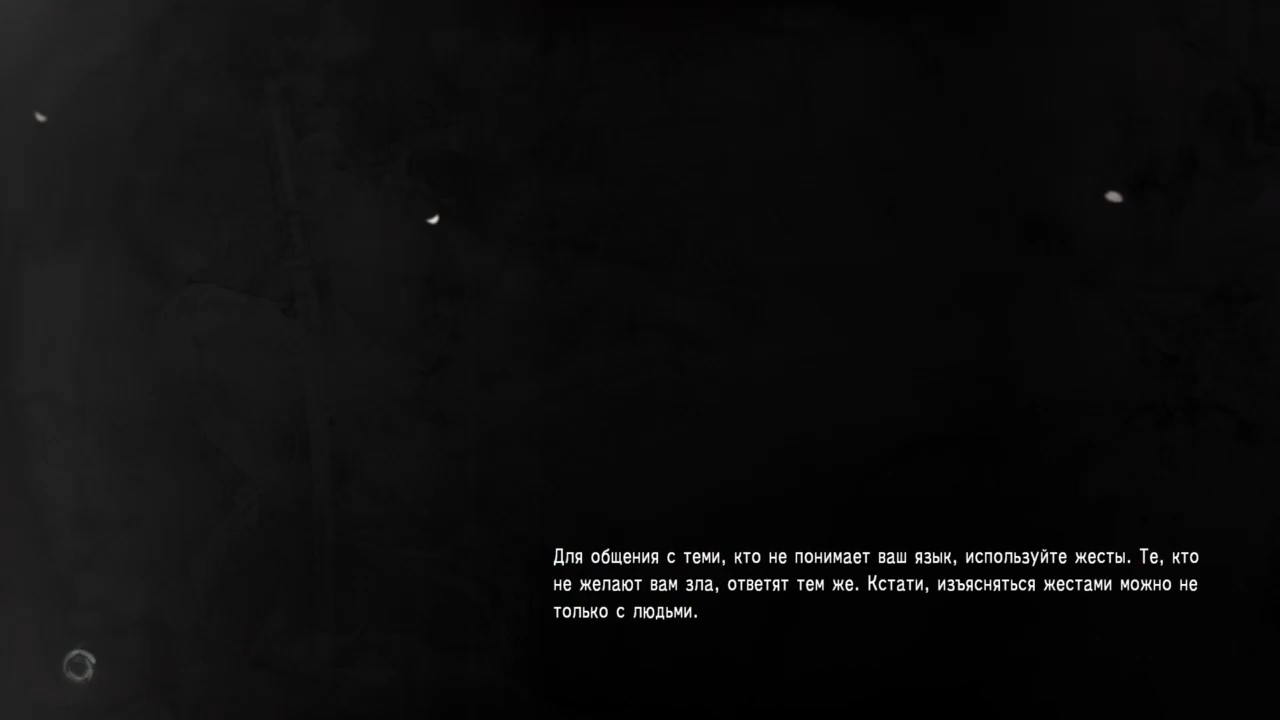 Для общения с теми, кто не понимает ваш язык, используйте жесты. Те, кто
не желают вам зла, ответят тем же. Кстати, изъясняться жестами можно не
только с людьми.